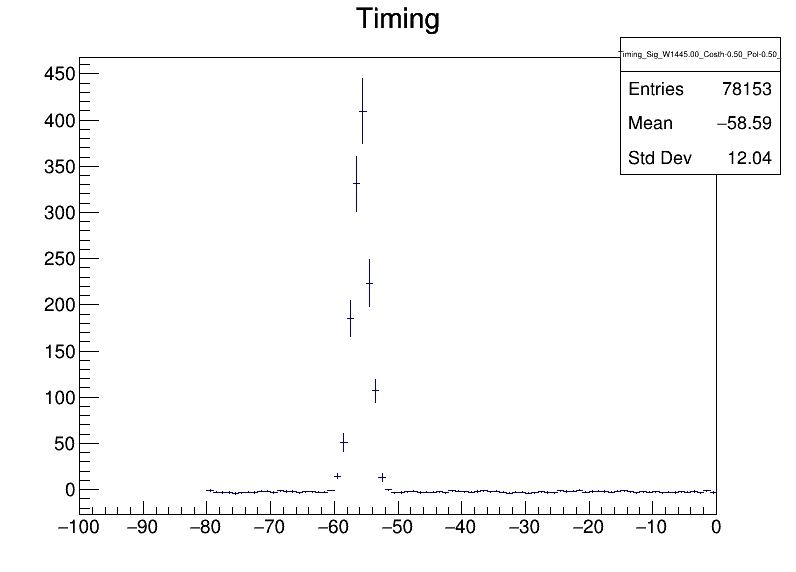 Timing
Timing_Sig_W1445.00_Costh-0.50_Pol-0.50_
Entries 78153
Mean −58.59
Std Dev 12.04
450
400
350
300
250
200
150
100
50
0
−100 −90 −80 −70 −60 −50 −40 −30 −20 −10 0